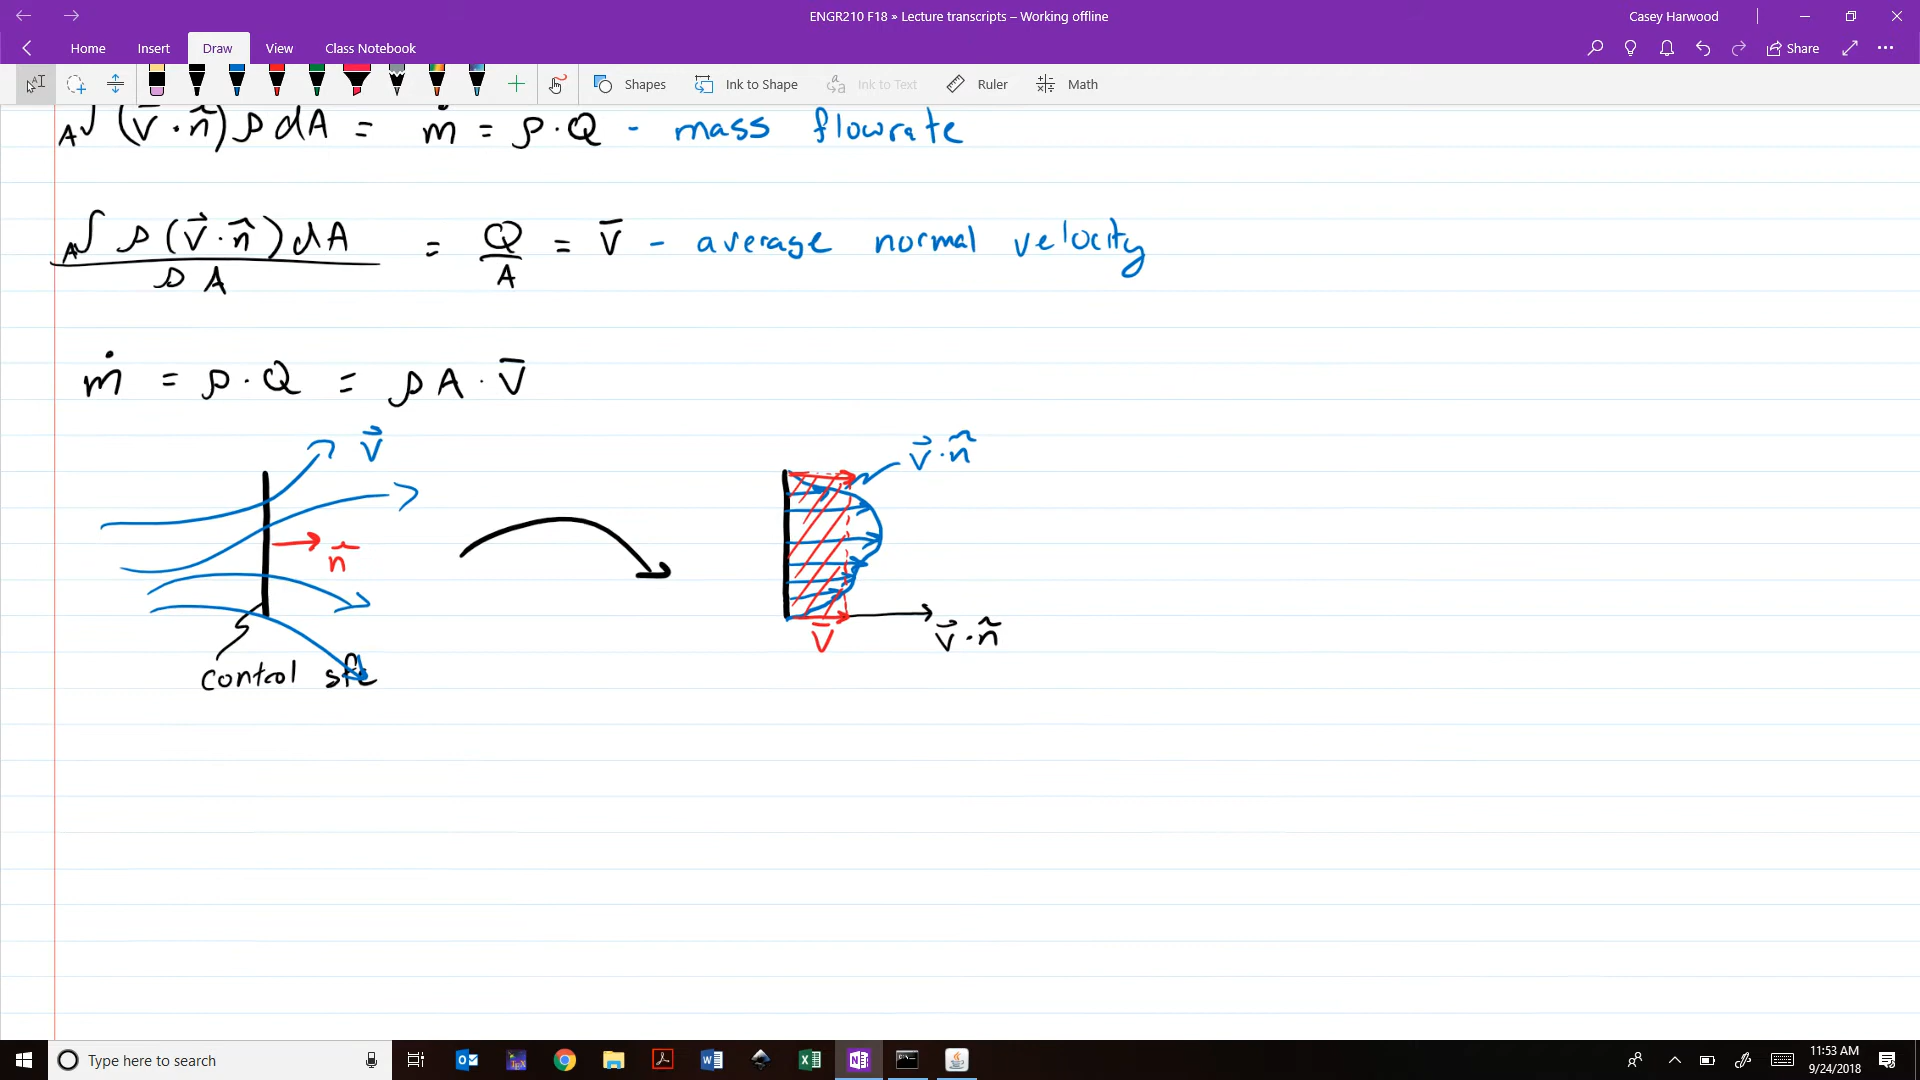 ENGR210 F18 » Lecture transcripts – Working offline
Casey Harwood
Home Insert Draw View Class Notebook
Share
Shapes Ink to Shape Ink to Text Ruler Math
A∫ (V⃗ · n̂) ρ dA = ṁ = ρ · Q - mass flowrate
A∫ ρ (V⃗ · n̂) dA / ρ A = Q / A = V̄ - average normal velocity
ṁ = ρ · Q = ρ A · V̄
V⃗
V⃗ · n̂
n̂
V̄
V⃗ · n̂
control sfc
Type here to search
11:53 AM
9/24/2018